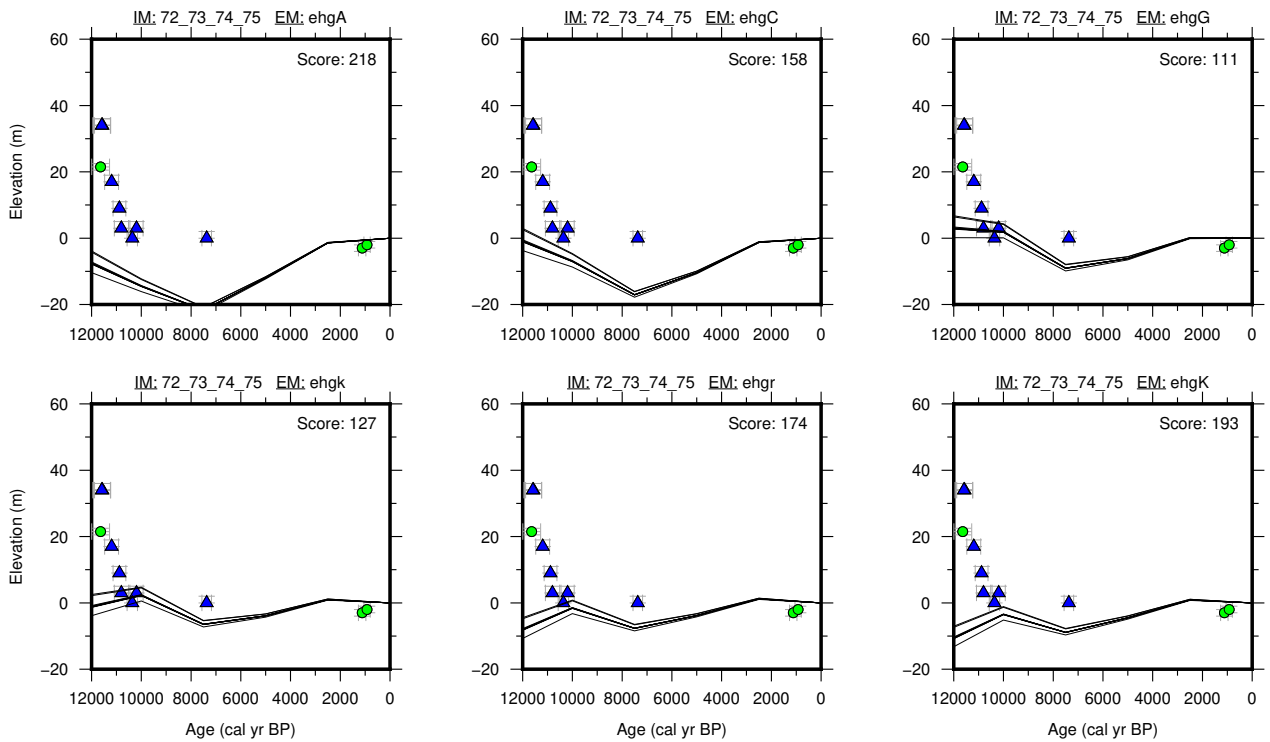 IM: 72_73_74_75 EM: ehgA
IM: 72_73_74_75 EM: ehgC
IM: 72_73_74_75 EM: ehgG
60
40
20
0
−20
Elevation (m)
Score: 218
12000 10000 8000 6000 4000 2000 0
60
40
20
0
−20
Score: 158
12000 10000 8000 6000 4000 2000 0
60
40
20
0
−20
Score: 111
12000 10000 8000 6000 4000 2000 0
IM: 72_73_74_75 EM: ehgk
IM: 72_73_74_75 EM: ehgr
IM: 72_73_74_75 EM: ehgK
60
40
20
0
−20
Elevation (m)
Score: 127
12000 10000 8000 6000 4000 2000 0
Age (cal yr BP)
60
40
20
0
−20
Score: 174
12000 10000 8000 6000 4000 2000 0
Age (cal yr BP)
60
40
20
0
−20
Score: 193
12000 10000 8000 6000 4000 2000 0
Age (cal yr BP)